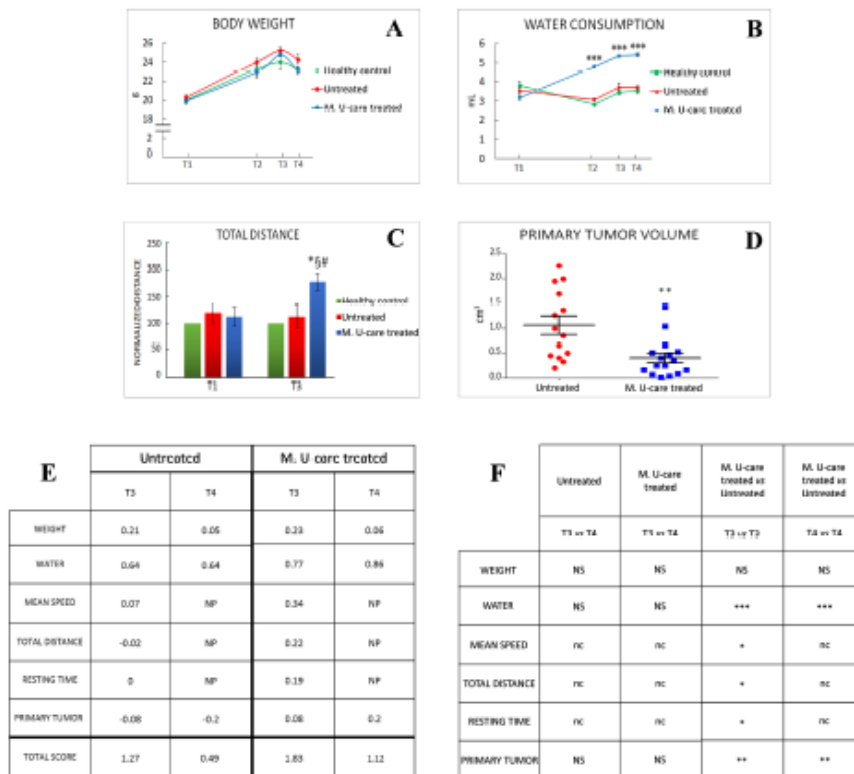 BODY WEIGHT
A
26
24
22
20
18
2
0
g
T1
T2
T3
T4
Healthy control
Untreated
M. U-care treated
WATER CONSUMPTION
B
6
5
4
3
2
1
0
mL
*** *** ***
T1
T2
T3
T4
Healthy control
Untreated
M. U-care treated
TOTAL DISTANCE
C
NORMALIZED DISTANCE
250
200
150
100
50
0
*§#
T1
T3
Healthy control
Untreated
M. U-care treated
PRIMARY TUMOR VOLUME
D
2.5
2.0
1.5
1.0
0.5
0.0
cm³
**
Untreated
M. U-care treated
E
Untreated M. U-care treated
T3 T4 T3 T4
WEIGHT 0.21 0.05 0.23 0.06
WATER 0.64 0.64 0.77 0.86
MEAN SPEED 0.07 NP 0.34 NP
TOTAL DISTANCE -0.02 NP 0.22 NP
RESTING TIME 0 NP 0.19 NP
PRIMARY TUMOR -0.08 -0.2 0.08 0.2
TOTAL SCORE 1.27 0.49 1.83 1.12
F
Untreated
M. U-care treated
M. U-care treated vs Untreated
M. U-care treated vs Untreated
T3 vs T4 T3 vs T4 T3 vs T3 T4 vs T4
WEIGHT NS NS NS NS
WATER NS NS *** ***
MEAN SPEED nc nc * nc
TOTAL DISTANCE nc nc * nc
RESTING TIME nc nc * nc
PRIMARY TUMOR NS NS ** **